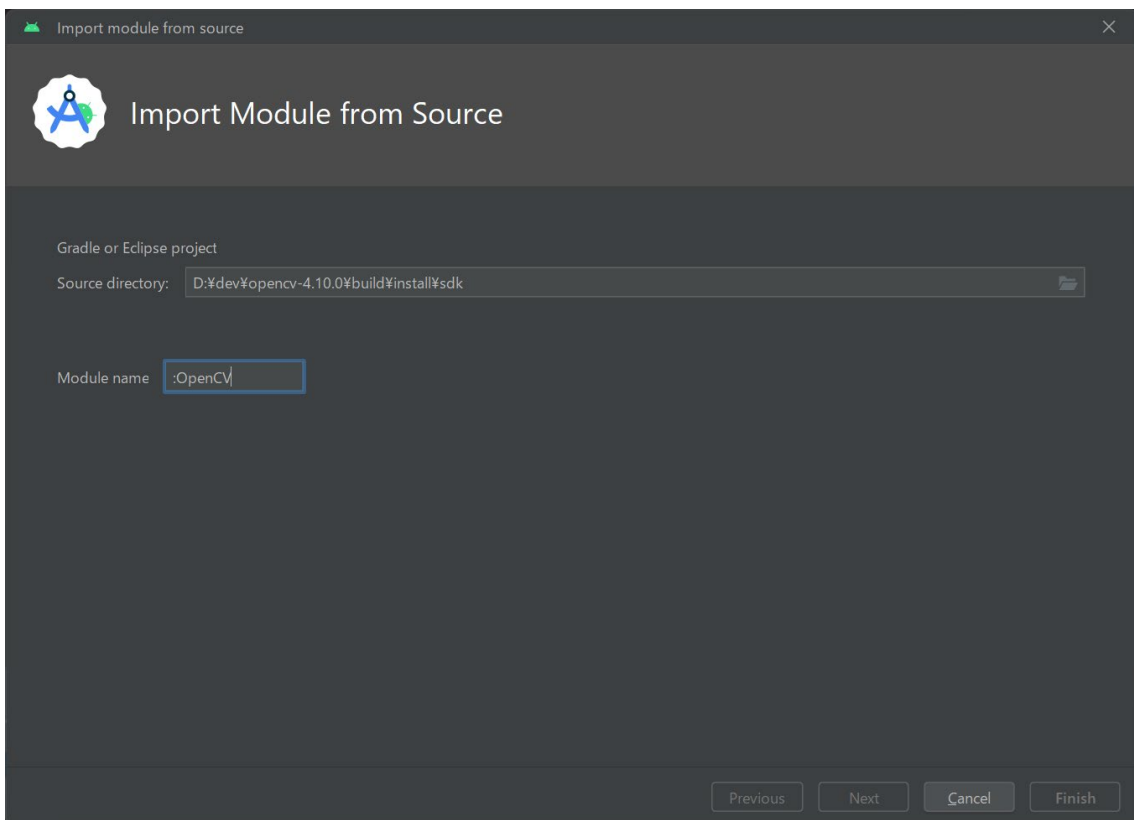 Import module from source
Import Module from Source
Gradle or Eclipse project
Source directory: D:¥dev¥opencv-4.10.0¥build¥install¥sdk
Module name :OpenCV
Previous Next Cancel Finish